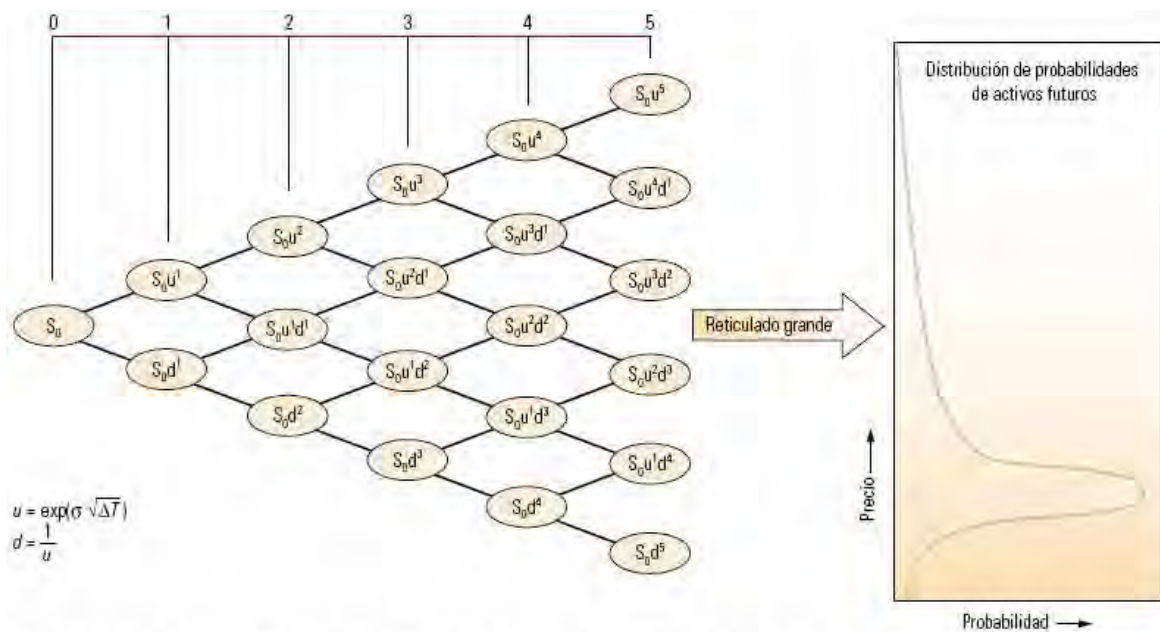 0 1 2 3 4 5
S₀u⁵
S₀u⁴
S₀u³
S₀u⁴d¹
S₀u²
S₀u³d¹
S₀u¹
S₀u²d¹
S₀u³d²
S₀
S₀u¹d¹
S₀u²d²
S₀d¹
S₀u¹d²
S₀u²d³
S₀d²
S₀u¹d³
S₀d³
S₀u¹d⁴
S₀d⁴
S₀d⁵
u = exp(σ √ΔT)
d = 1/u
Reticulado grande
Distribución de probabilidades
de activos futuros
Precio
Probabilidad